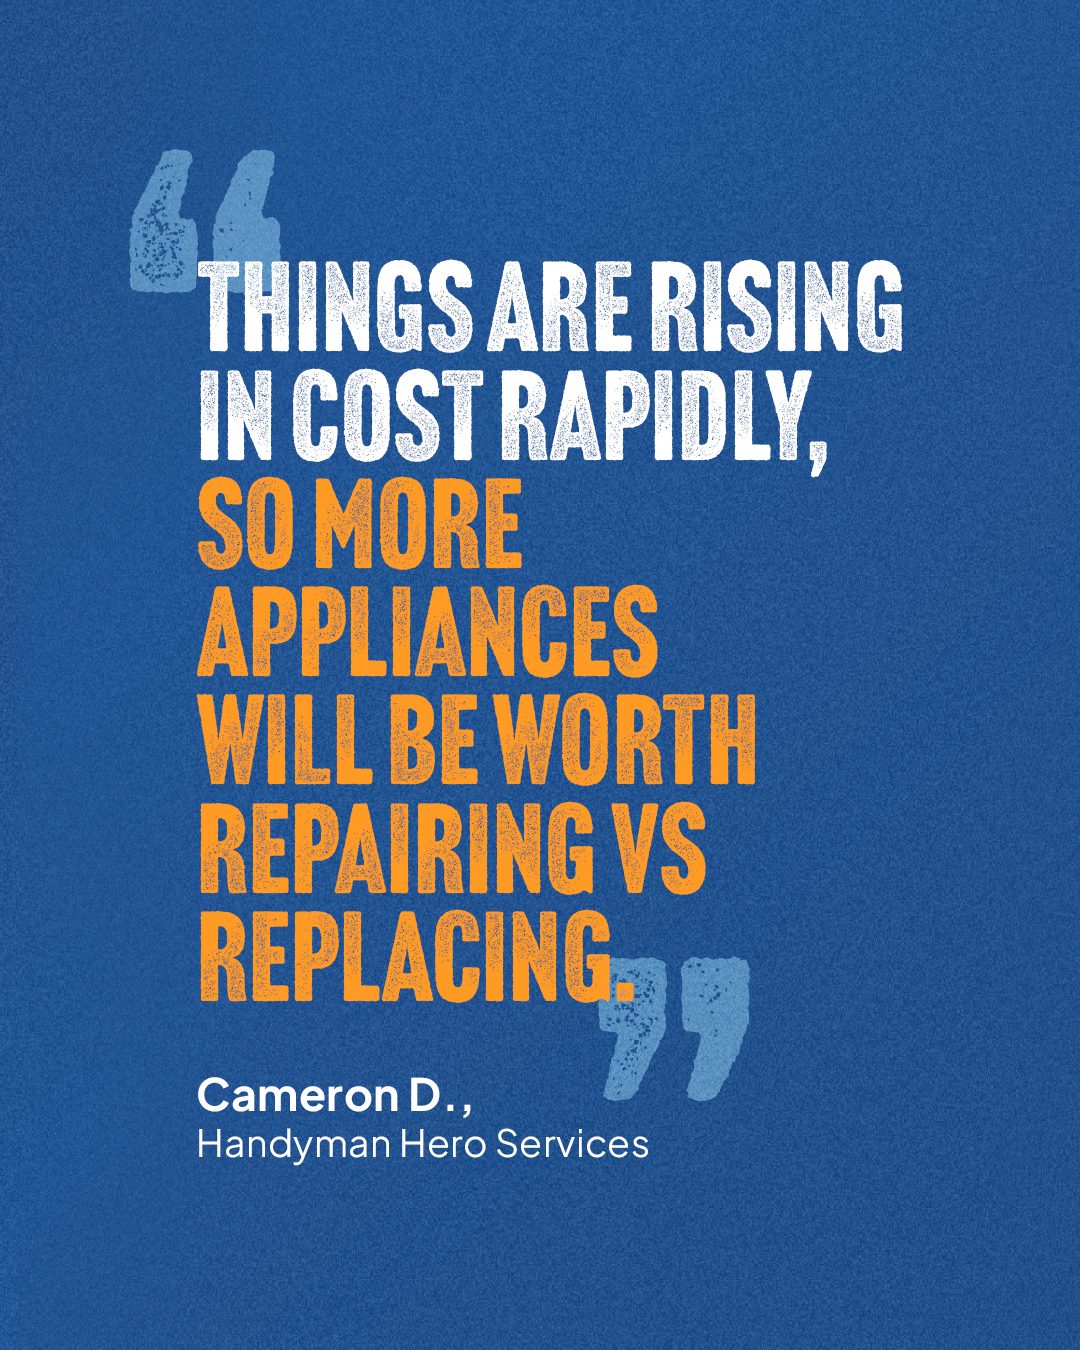 “THINGS ARE RISING
IN COST RAPIDLY,
SO MORE
APPLIANCES
WILL BE WORTH
REPAIRING VS
REPLACING.”
Cameron D.,
Handyman Hero Services